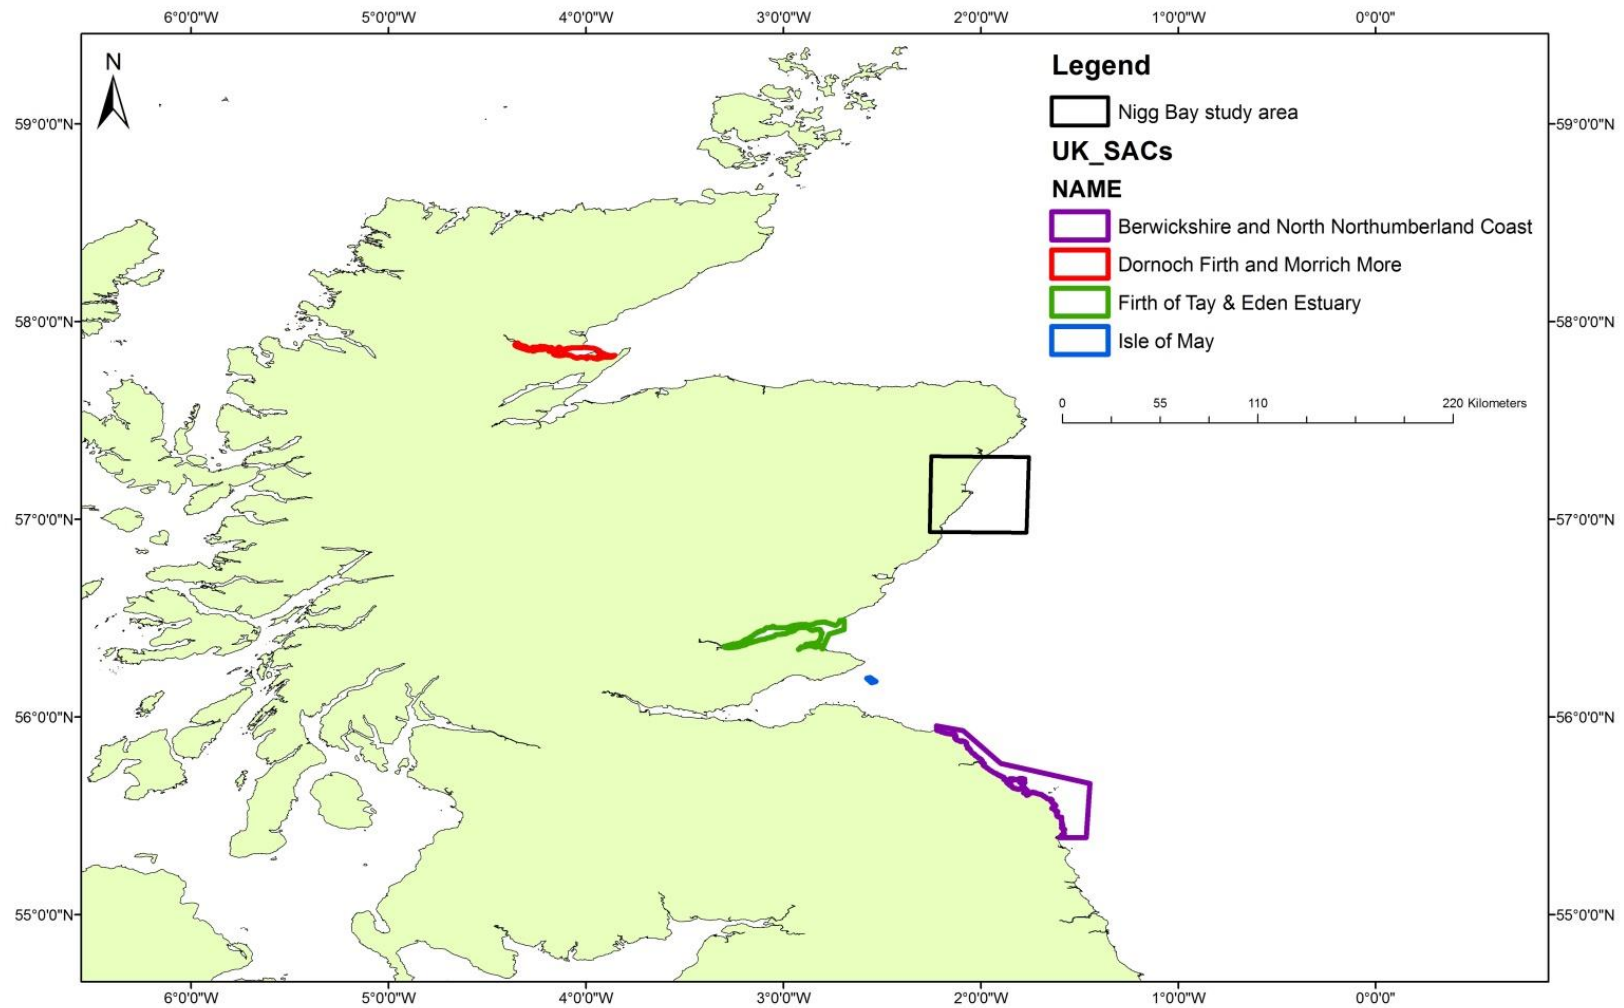 6°0'0"W 5°0'0"W 4°0'0"W 3°0'0"W 2°0'0"W 1°0'0"W 0°0'0"
N
Legend
Nigg Bay study area
UK_SACs
NAME
Berwickshire and North Northumberland Coast
Dornoch Firth and Morrich More
Firth of Tay & Eden Estuary
Isle of May
0 55 110 220 Kilometers
59°0'0"N 59°0'0"N
58°0'0"N 58°0'0"N
57°0'0"N 57°0'0"N
56°0'0"N 56°0'0"N
55°0'0"N 55°0'0"N
6°0'0"W 5°0'0"W 4°0'0"W 3°0'0"W 2°0'0"W 1°0'0"W 0°0'0"